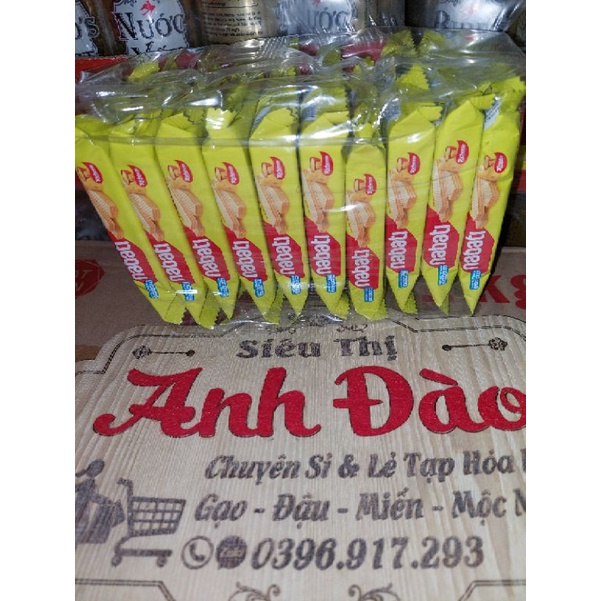 NƯỚC
nabati nabati nabati nabati nabati nabati nabati nabati nabati nabati
Siêu Thị
Anh Đào
Chuyên Sỉ & Lẻ Tạp Hóa
Gạo - Đậu - Miến - Mộc
0396.917.293